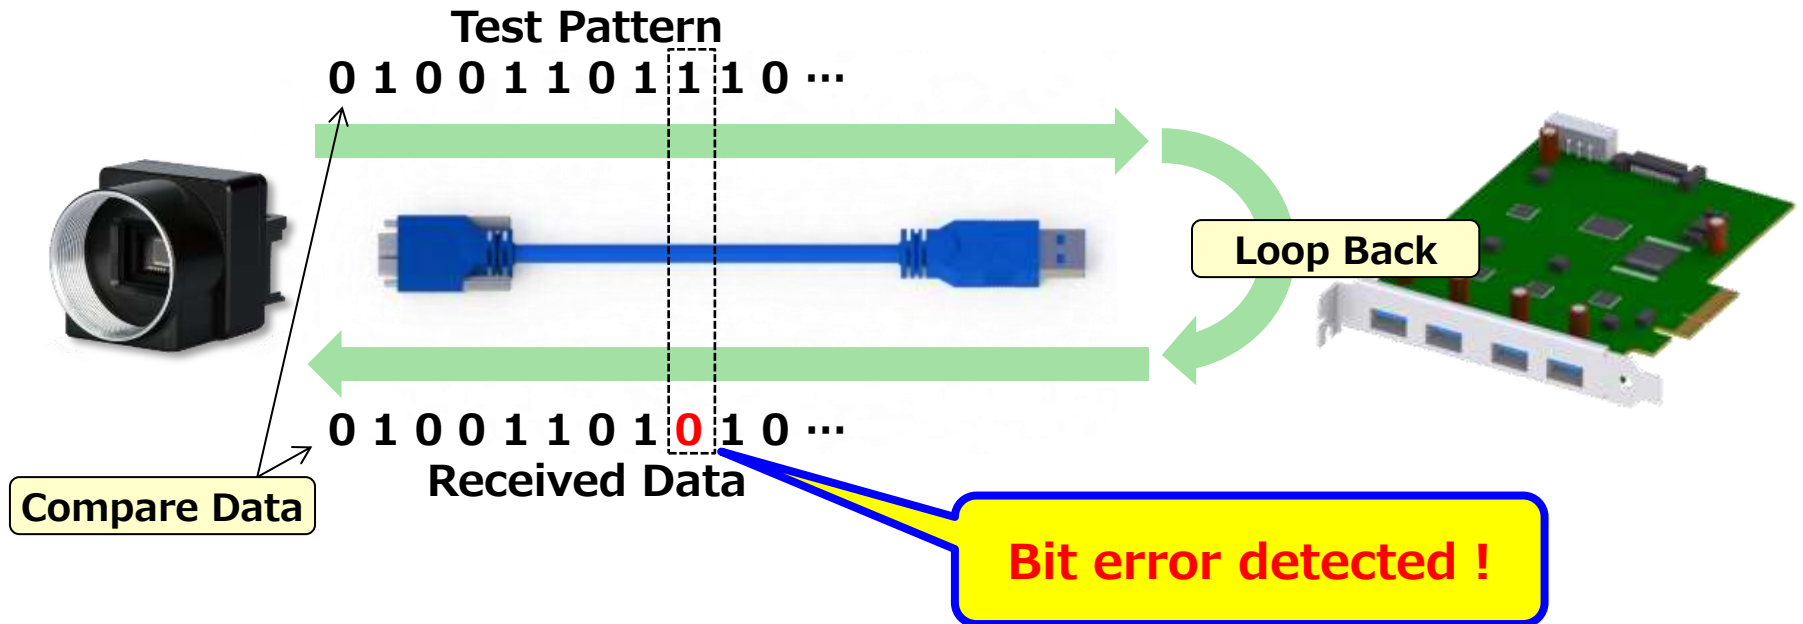 Test Pattern
0 1 0 0 1 1 0 1 1 1 0 ···
Loop Back
0 1 0 0 1 1 0 1 0 1 0 ···
Received Data
Compare Data
Bit error detected !